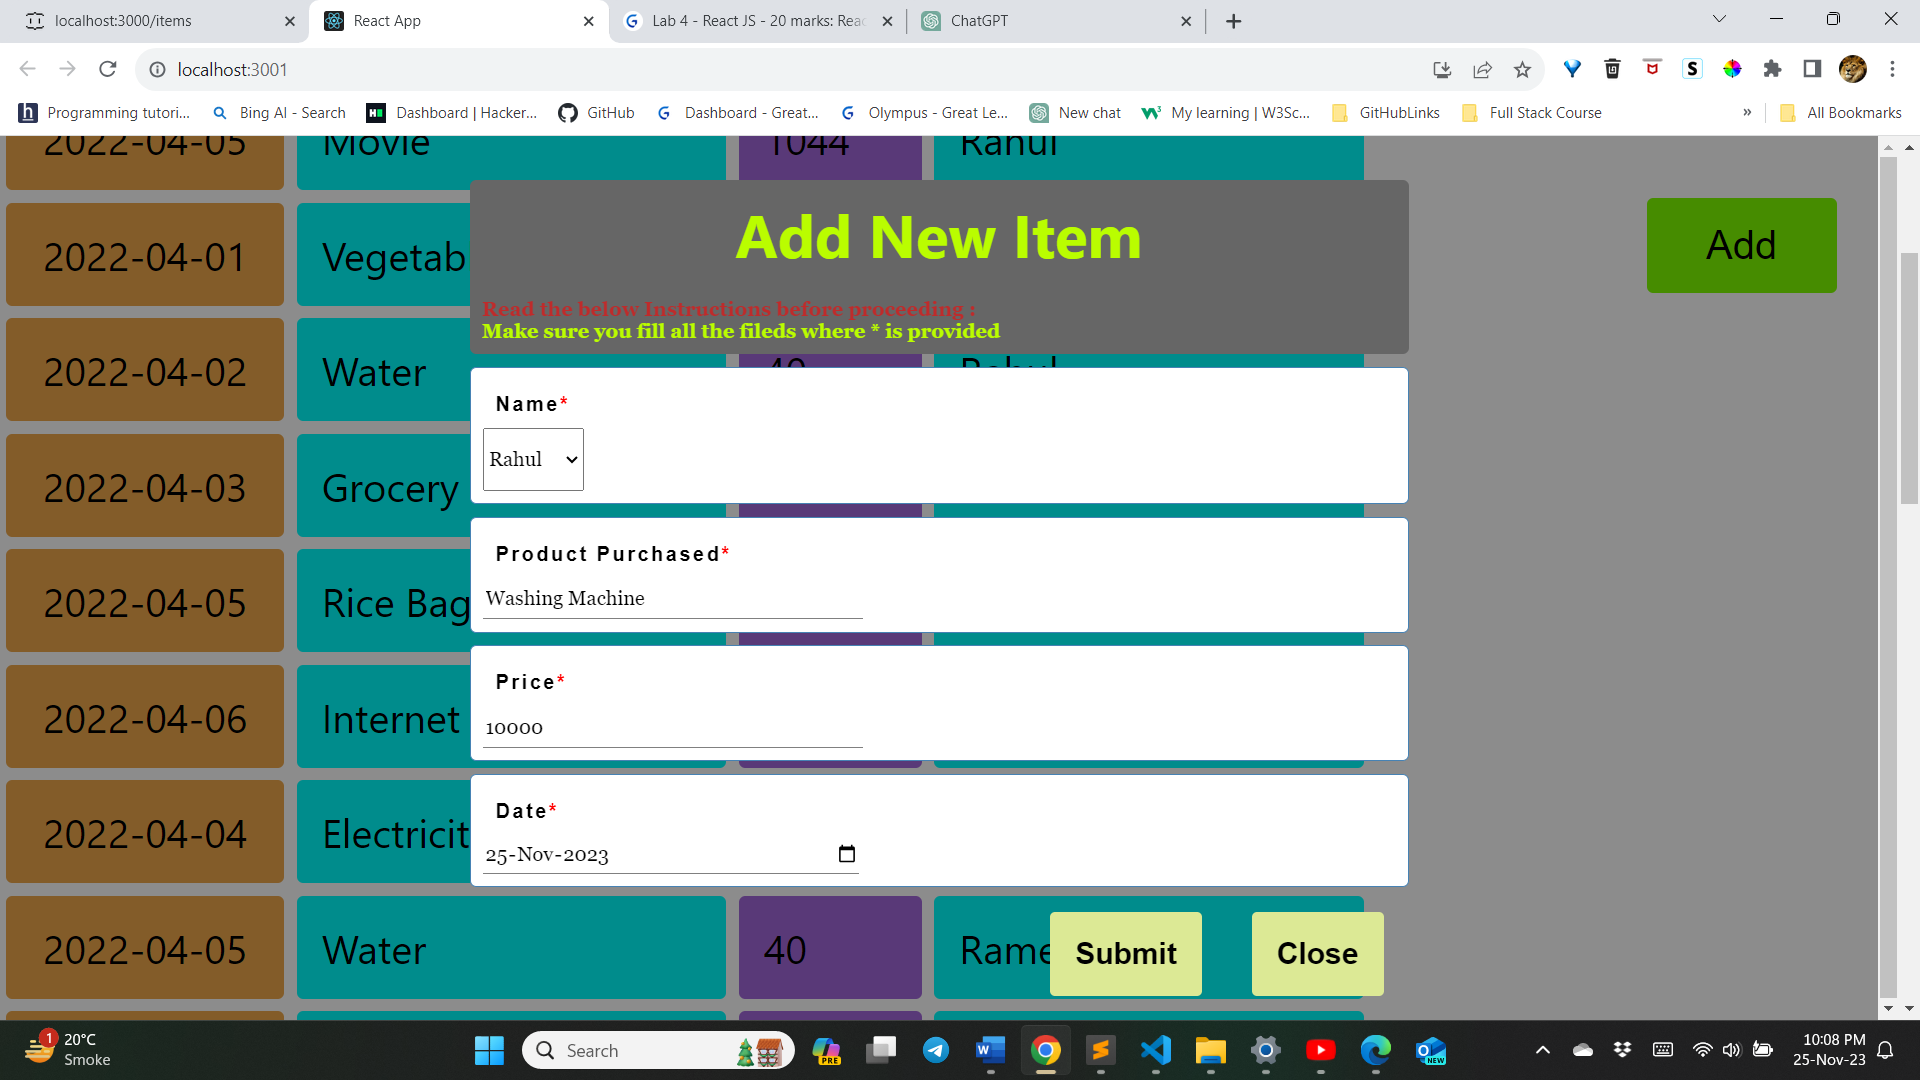 localhost:3000/items
React App
Lab 4 - React JS - 20 marks: Reac
ChatGPT
localhost:3001
Programming tutori...
Bing AI - Search
Dashboard | Hacker...
GitHub
Dashboard - Great...
Olympus - Great Le...
New chat
My learning | W3Sc...
GitHubLinks
Full Stack Course
»
All Bookmarks
2022-04-05 Movie 1044 Rahul
Add New Item
Read the below Instructions before proceeding :
Make sure you fill all the fileds where * is provided
2022-04-01 Vegetab
Add
2022-04-02 Water 40 Rahul
Name*
Rahul
2022-04-03 Grocery
Product Purchased*
Washing Machine
2022-04-05 Rice Bag
Price*
10000
2022-04-06 Internet
Date*
25-Nov-2023
2022-04-04 Electricit
2022-04-05 Water 40 Rame
Submit
Close
1
20°C
Smoke
Search
PRE
NEW
10:08 PM
25-Nov-23